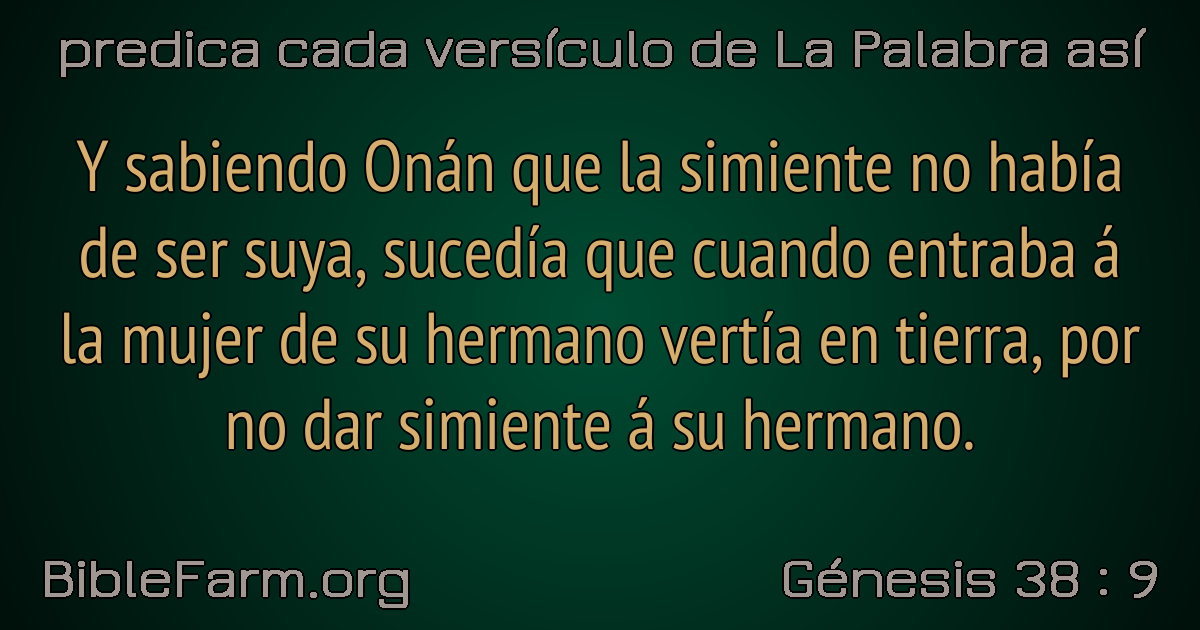 predica cada versículo de La Palabra así
Y sabiendo Onán que la simiente no había
de ser suya, sucedía que cuando entraba á
la mujer de su hermano vertía en tierra, por
no dar simiente á su hermano.
BibleFarm.org
Génesis 38 : 9